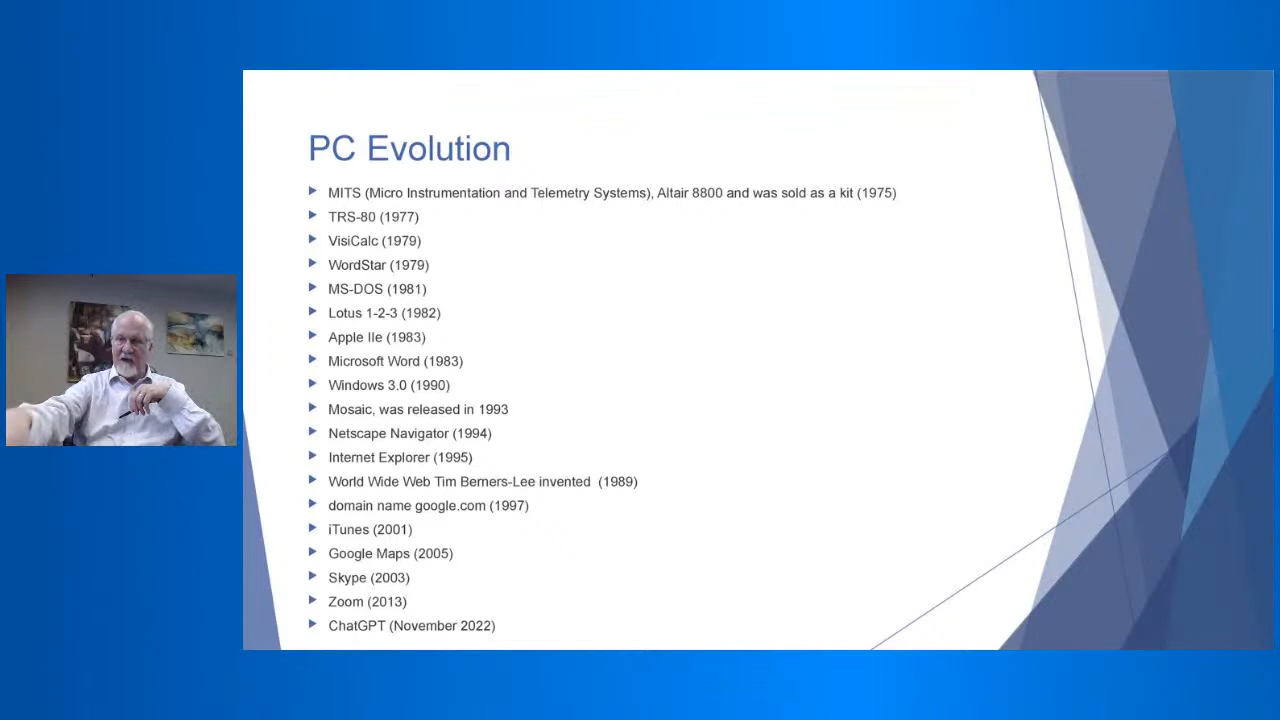 PC Evolution
MITS (Micro Instrumentation and Telemetry Systems), Altair 8800 and was sold as a kit (1975)
TRS-80 (1977)
VisiCalc (1979)
WordStar (1979)
MS-DOS (1981)
Lotus 1-2-3 (1982)
Apple IIe (1983)
Microsoft Word (1983)
Windows 3.0 (1990)
Mosaic, was released in 1993
Netscape Navigator (1994)
Internet Explorer (1995)
World Wide Web Tim Berners-Lee invented  (1989)
domain name google.com (1997)
iTunes (2001)
Google Maps (2005)
Skype (2003)
Zoom (2013)
ChatGPT (November 2022)